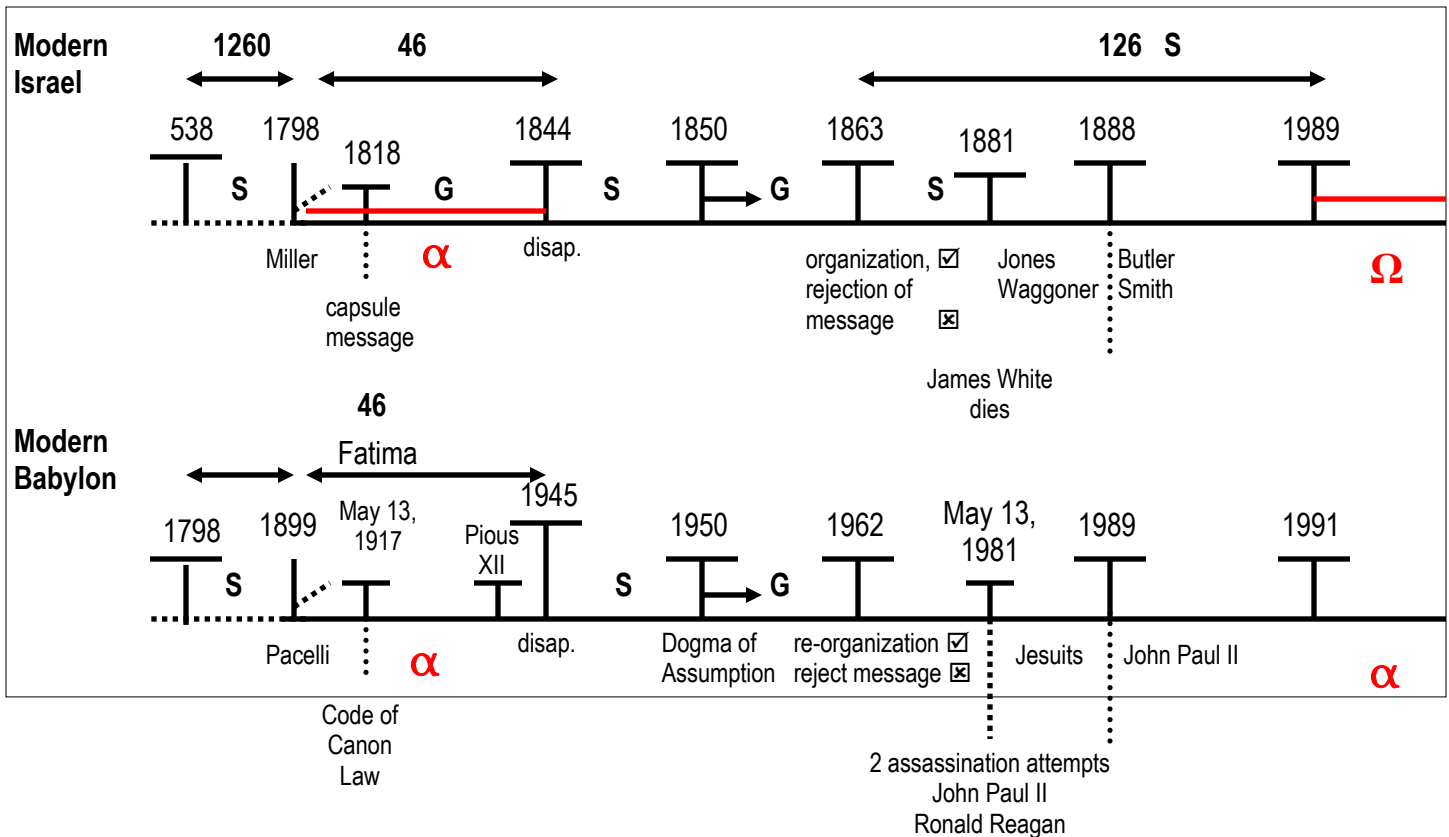 Modern
Israel
1260
46
126 S
538
1798
1818
1844
1850
1863
1881
1888
1989
S
G
S
G
S
Miller
α
disap.
capsule
message
organization, ☑
rejection of
message ☒
Jones
Waggoner
Butler
Smith
Ω
James White
dies
Modern
Babylon
46
Fatima
1798
1899
May 13,
1917
Pious
XII
1945
1950
1962
May 13,
1981
1989
1991
S
S
G
Pacelli
α
disap.
Dogma of
Assumption
re-organization ☑
reject message ☒
Jesuits
John Paul II
α
Code of
Canon
Law
2 assassination attempts
John Paul II
Ronald Reagan